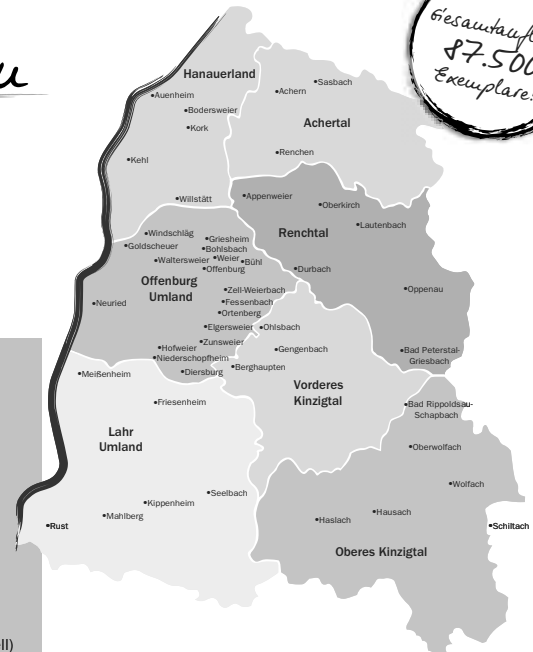 Gesamtaufl
87.500
Exemplare
Hanauerland
•Sasbach
•Achern
•Auenheim
•Bodersweier
Achertal
•Kork
•Renchen
•Kehl
•Willstätt
•Appenweier
•Oberkirch
•Lautenbach
Renchtal
•Windschläg
•Griesheim
•Goldscheuer
•Bohlsbach
•Waltersweier
•Weier
•Bühl
•Offenburg
•Durbach
Offenburg
Umland
•Zell-Weierbach
•Oppenau
•Neuried
•Fessenbach
•Ortenberg
•Elgersweier
•Ohlsbach
•Zunsweier
•Hofweier
•Gengenbach
•Bad Peterstal-
Griesbach
•Niederschopfheim
•Berghaupten
•Diersburg
•Meißenheim
Vorderes
Kinzigtal
•Friesenheim
•Bad Rippoldsau-
Schapbach
Lahr
Umland
•Oberwolfach
•Wolfach
•Seelbach
•Kippenheim
•Mahlberg
•Hausach
•Haslach
•Rust
•Schiltach
Oberes Kinzigtal
ll)